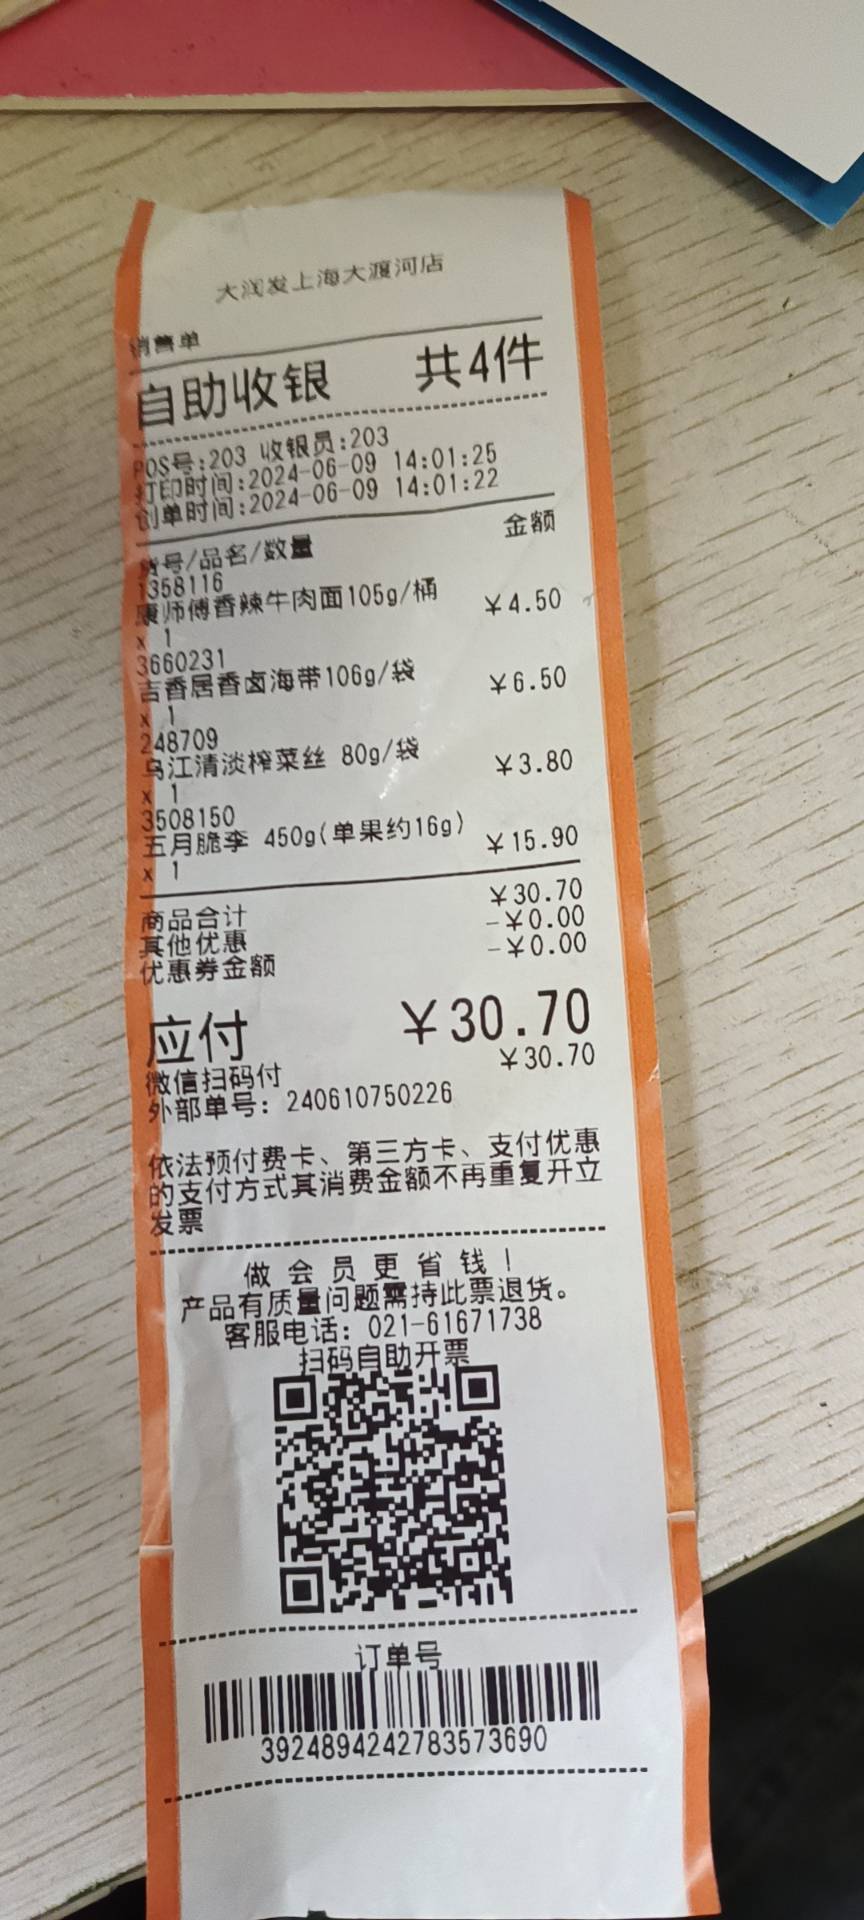 大润发上海大渡河店
销售单
自助收银 共4件
POS号:203 收银员:203
打印时间:2024-06-09 14:01:25
创单时间:2024-06-09 14:01:22
货号/品名/数量 金额
1358116
康师傅香辣牛肉面105g/桶 ¥4.50
x 1
3660231
吉香居香卤海带106g/袋 ¥6.50
x 1
248709
乌江清淡榨菜丝 80g/袋 ¥3.80
x 1
3508150
五月脆李 450g(单果约16g) ¥15.90
x 1
商品合计 ¥30.70
其他优惠 -¥0.00
优惠券金额 -¥0.00
应付 ¥30.70
微信扫码付 ¥30.70
外部单号: 240610750226
依法预付费卡、第三方卡、支付优惠
的支付方式其消费金额不再重复开立
发票
做会员更省钱!
产品有质量问题需持此票退货。
客服电话: 021-61671738
扫码自助开票
订单号
3924894242783573690